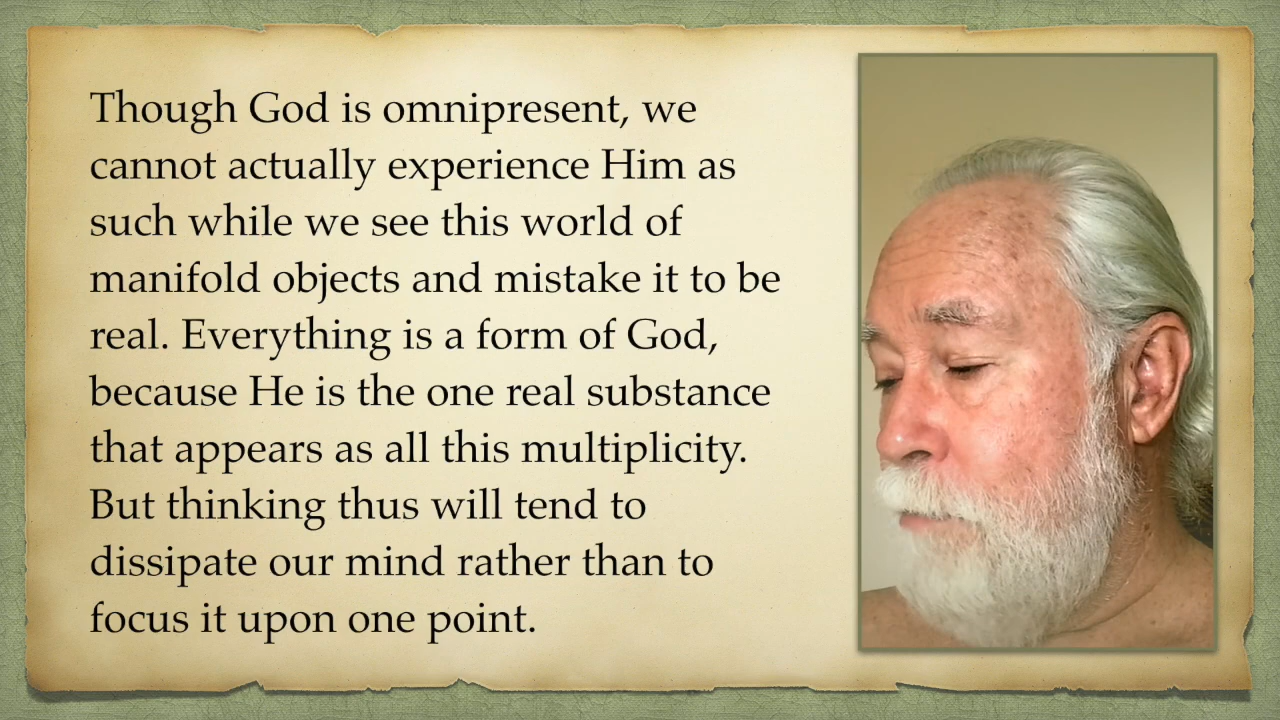 Though God is omnipresent, we
cannot actually experience Him as
such while we see this world of
manifold objects and mistake it to be
real. Everything is a form of God,
because He is the one real substance
that appears as all this multiplicity.
But thinking thus will tend to
dissipate our mind rather than to
focus it upon one point.